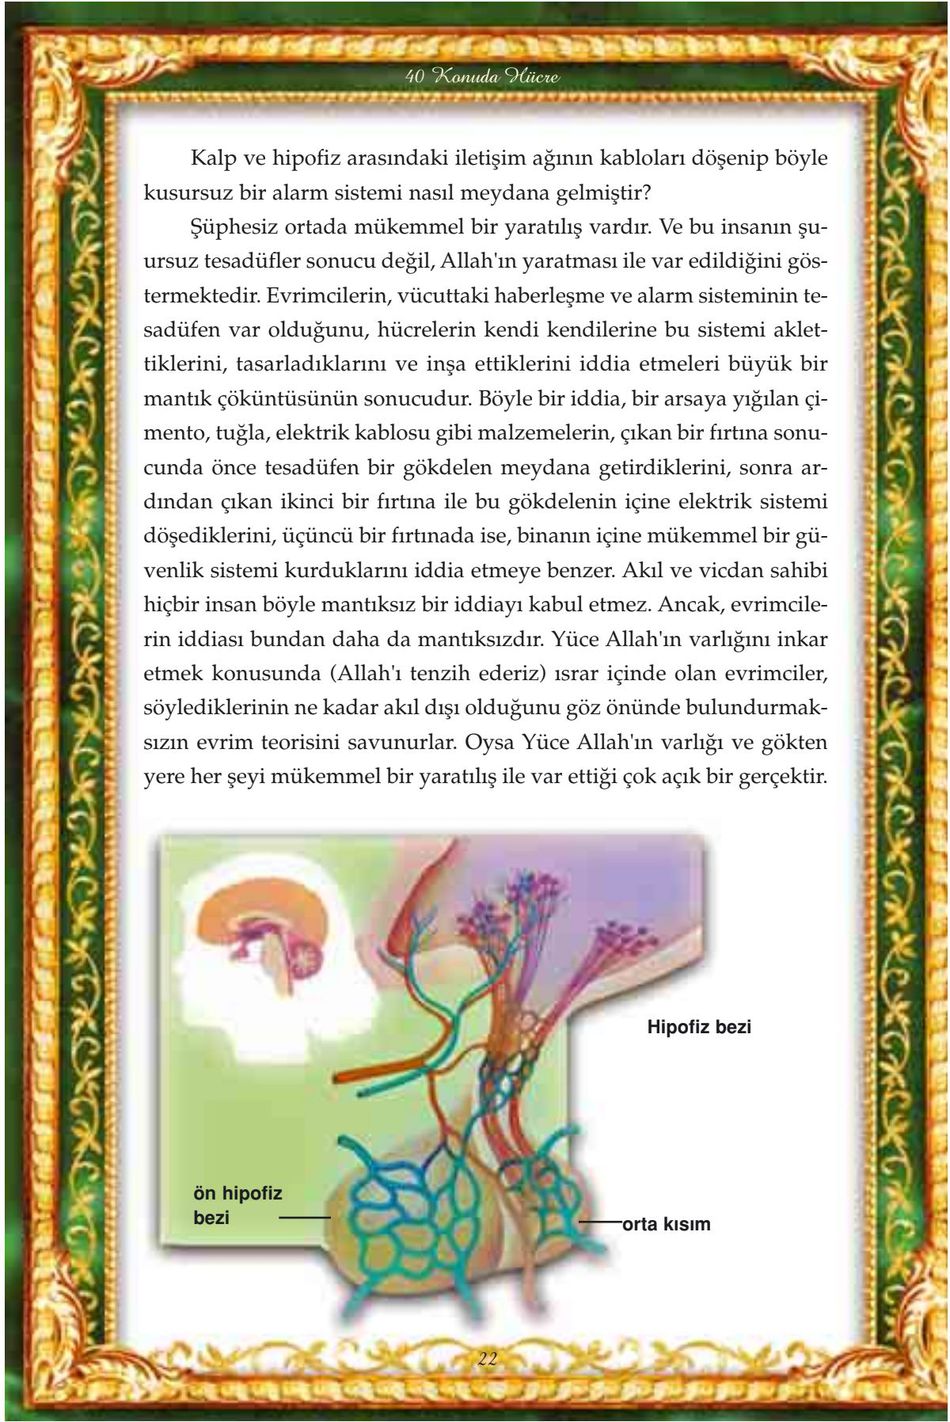 40 Konuda Hücre
Kalp ve hipofiz arasındaki iletişim ağının kabloları döşenip böyle
kusursuz bir alarm sistemi nasıl meydana gelmiştir?
Şüphesiz ortada mükemmel bir yaratılış vardır. Ve bu insanın şu-
ursuz tesadüfler sonucu değil, Allah'ın yaratması ile var edildiğini gös-
termektedir. Evrimcilerin, vücuttaki haberleşme ve alarm sisteminin te-
sadüfen var olduğunu, hücrelerin kendi kendilerine bu sistemi aklet-
tiklerini, tasarladıklarını ve inşa ettiklerini iddia etmeleri büyük bir
mantık çöküntüsünün sonucudur. Böyle bir iddia, bir arsaya yığılan çi-
mento, tuğla, elektrik kablosu gibi malzemelerin, çıkan bir fırtına sonu-
cunda önce tesadüfen bir gökdelen meydana getirdiklerini, sonra ar-
dından çıkan ikinci bir fırtına ile bu gökdelenin içine elektrik sistemi
döşediklerini, üçüncü bir fırtınada ise, binanın içine mükemmel bir gü-
venlik sistemi kurduklarını iddia etmeye benzer. Akıl ve vicdan sahibi
hiçbir insan böyle mantıksız bir iddiayı kabul etmez. Ancak, evrimcile-
rin iddiası bundan daha da mantıksızdır. Yüce Allah'ın varlığını inkar
etmek konusunda (Allah'ı tenzih ederiz) ısrar içinde olan evrimciler,
söylediklerinin ne kadar akıl dışı olduğunu göz önünde bulundurmak-
sızın evrim teorisini savunurlar. Oysa Yüce Allah'ın varlığı ve gökten
yere her şeyi mükemmel bir yaratılış ile var ettiği çok açık bir gerçektir.
Hipofiz bezi
ön hipofiz
bezi
orta kısım
22